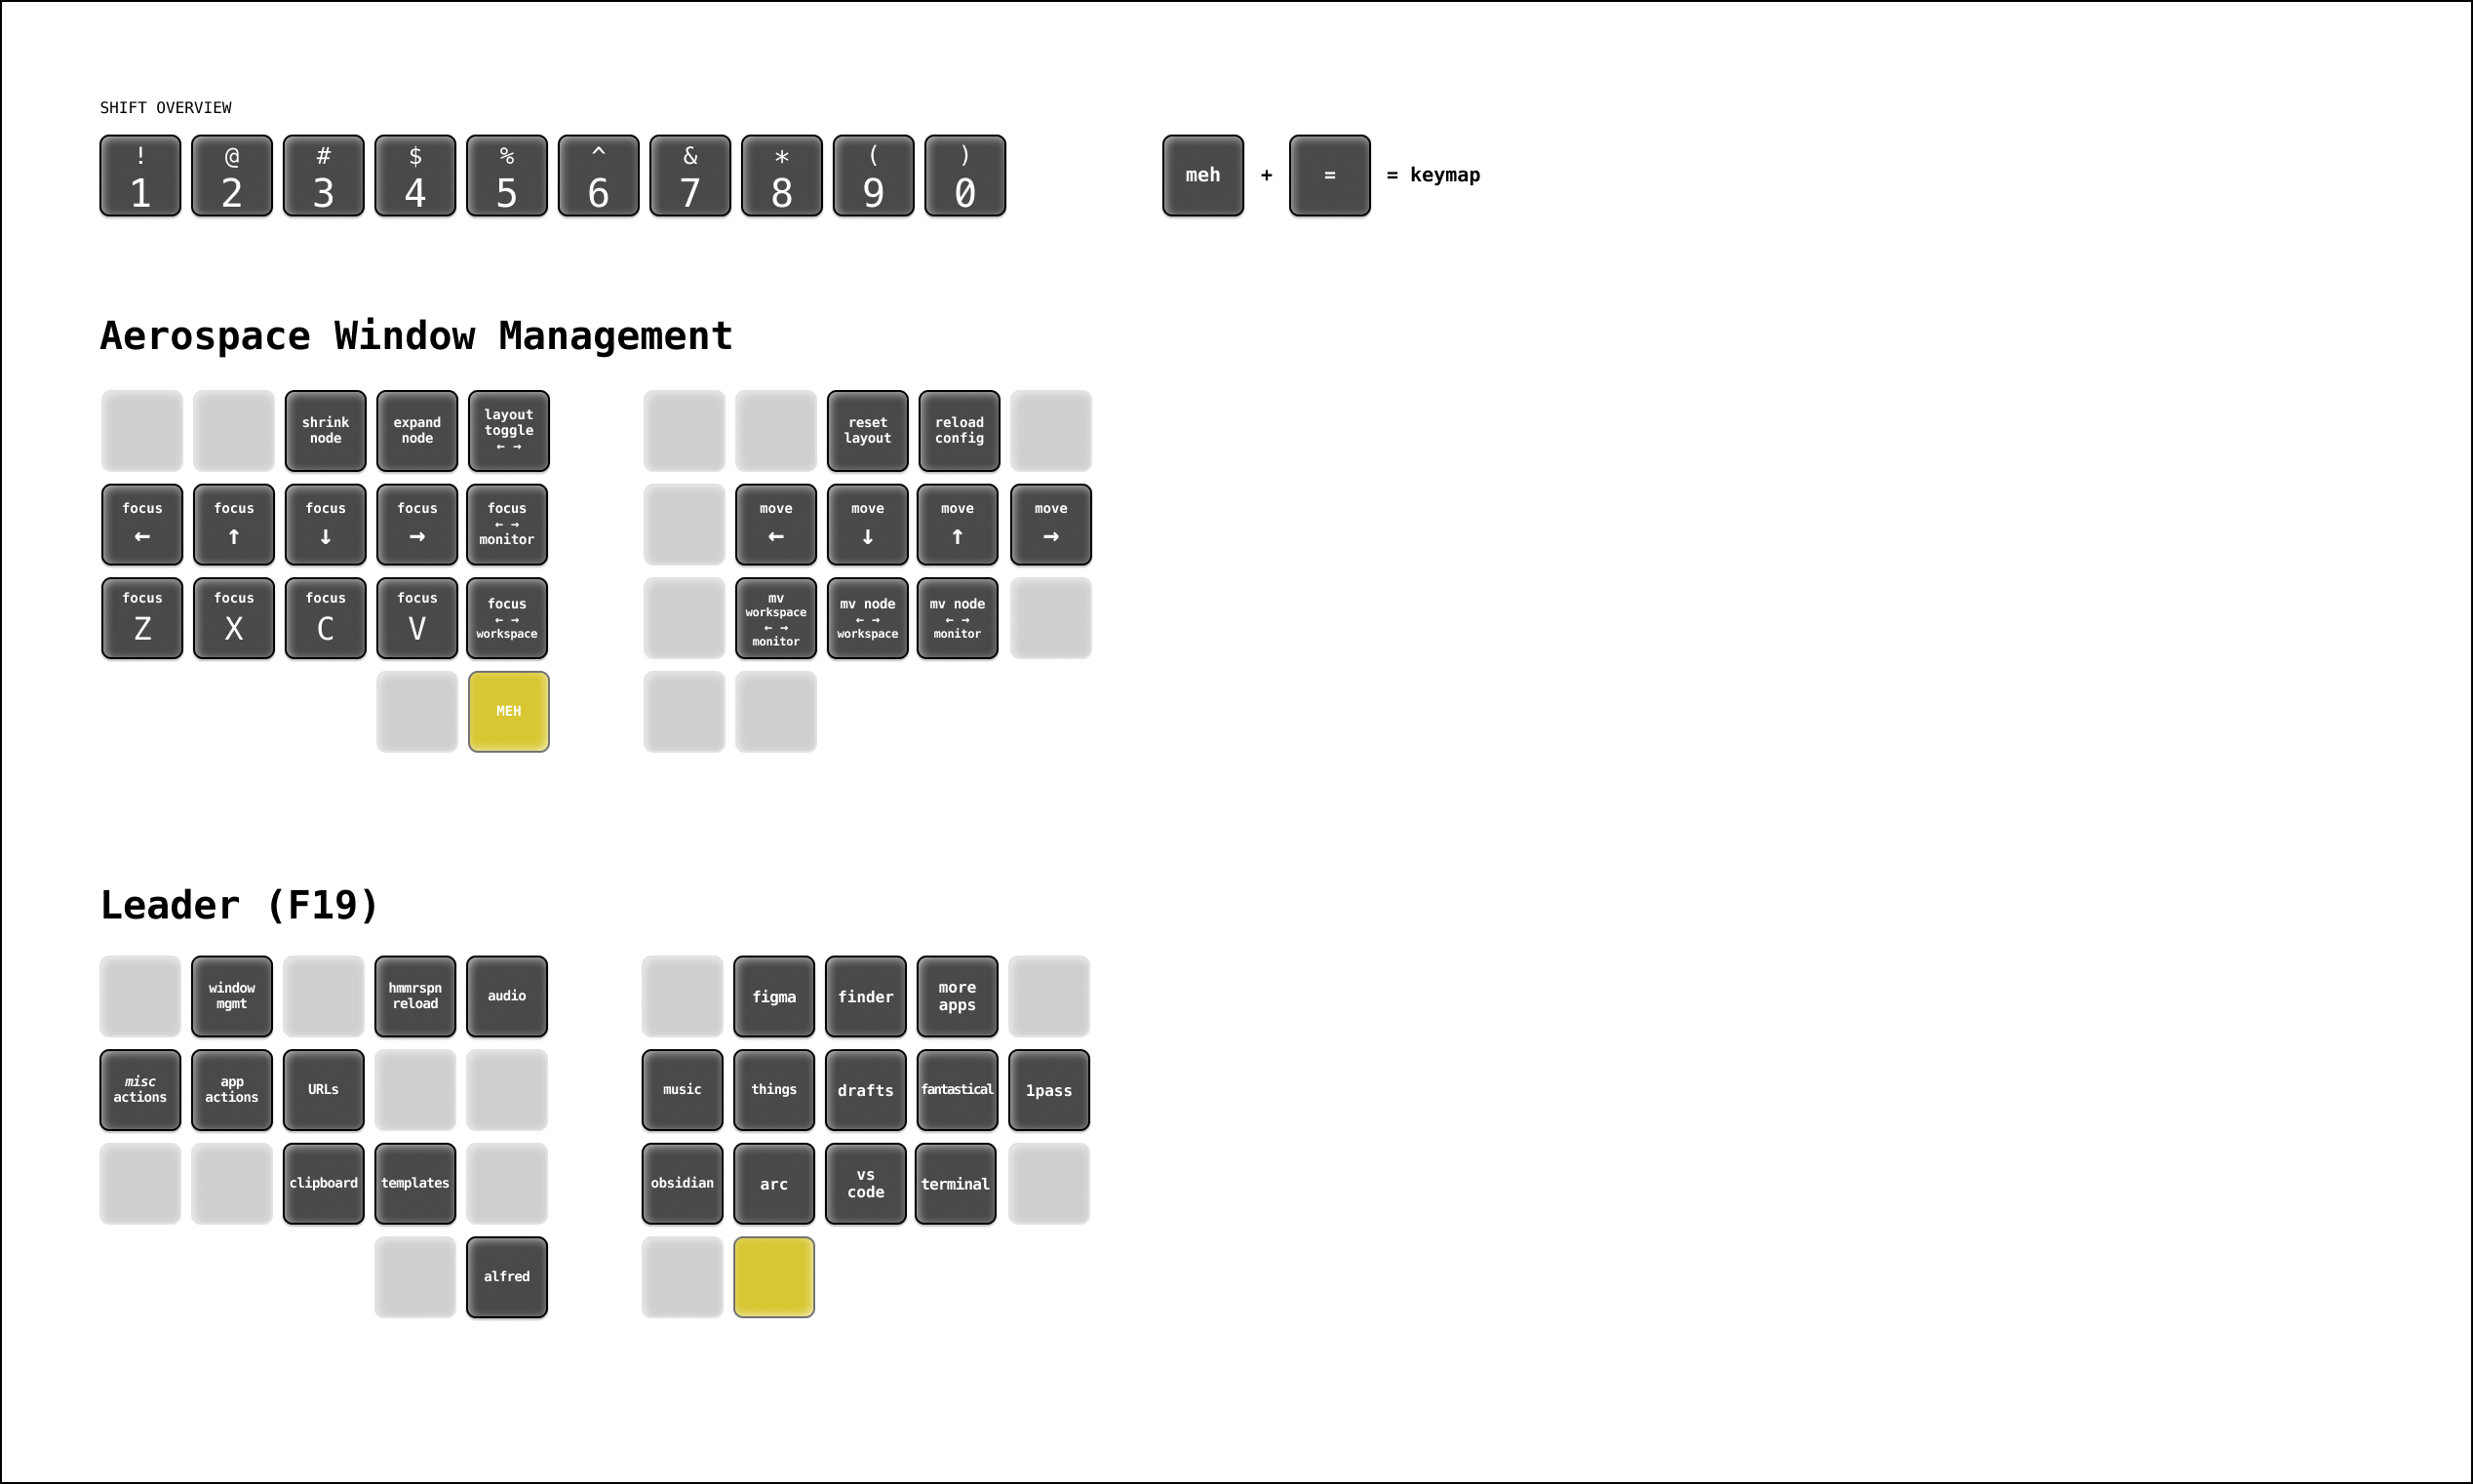 SHIFT OVERVIEW
! @ # $ % ^ & * ( )
1 2 3 4 5 6 7 8 9 0
meh + = = keymap
Aerospace Window Management
shrink
node
expand
node
layout
toggle
← →
reset
layout
reload
config
focus
←
focus
↑
focus
↓
focus
→
focus
← →
monitor
move
←
move
↓
move
↑
move
→
focus
Z
focus
X
focus
C
focus
V
focus
← →
workspace
mv
workspace
← →
monitor
mv node
← →
workspace
mv node
← →
monitor
MEH
Leader (F19)
window
mgmt
hmmrspn
reload
audio
figma
finder
more
apps
misc
actions
app
actions
URLs
music
things
drafts
fantastical
1pass
clipboard
templates
obsidian
arc
vs
code
terminal
alfred